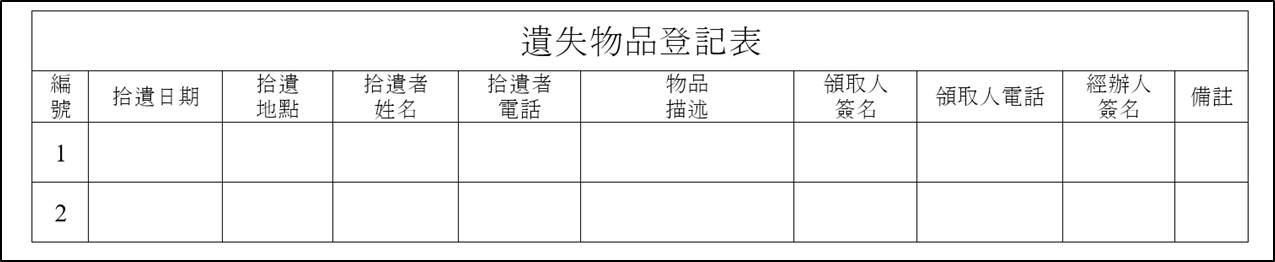 遺失物品登記表
編號 拾遺日期 拾遺地點 拾遺者姓名 拾遺者電話 物品描述 領取人簽名 領取人電話 經辦人簽名 備註
1
2